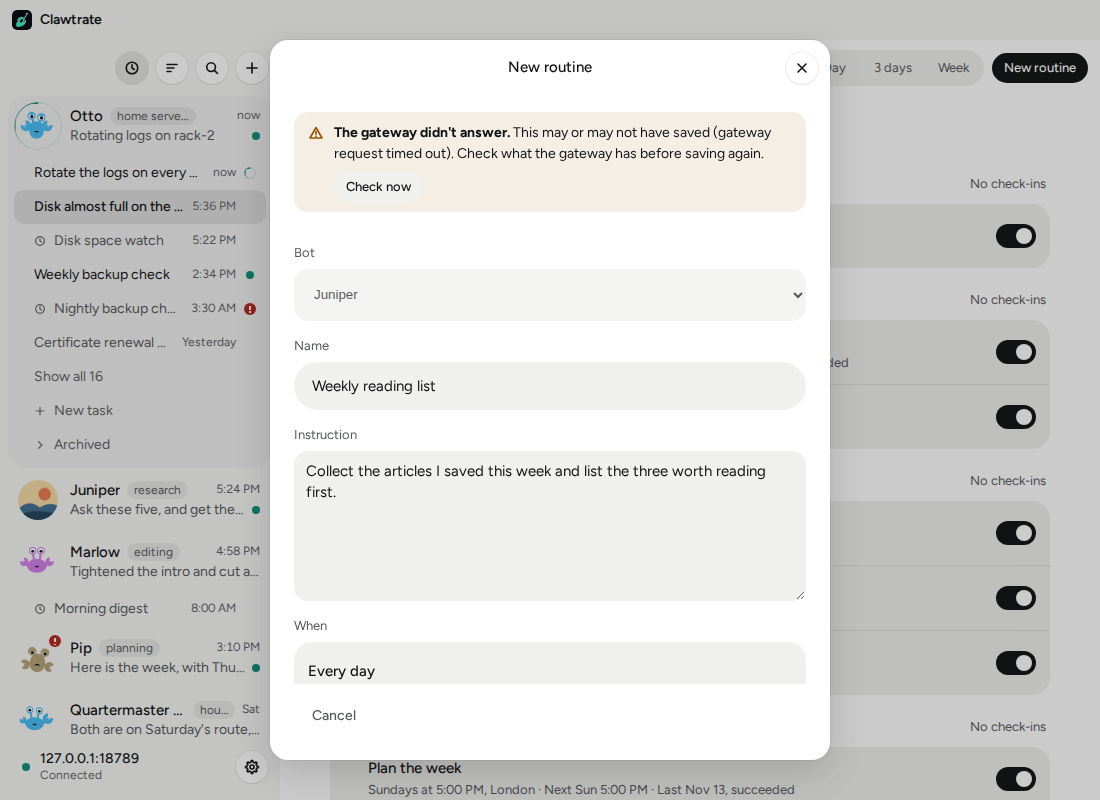 Clawtrate
Day
3 days
Week
New routine
Otto
home serve...
now
Rotating logs on rack-2
Rotate the logs on every ...
now
Disk almost full on the ...
5:36 PM
Disk space watch
5:22 PM
Weekly backup check
2:34 PM
Nightly backup ch...
3:30 AM
Certificate renewal ...
Yesterday
Show all 16
New task
Archived
Juniper
research
5:24 PM
Ask these five, and get the...
Marlow
editing
4:58 PM
Tightened the intro and cut a...
Morning digest
8:00 AM
Pip
planning
3:10 PM
Here is the week, with Thu...
Quartermaster ...
hou...
Sat
Both are on Saturday's route,...
127.0.0.1:18789
Connected
New routine
The gateway didn't answer. This may or may not have saved (gateway
request timed out). Check what the gateway has before saving again.
Check now
Bot
Juniper
Name
Weekly reading list
Instruction
Collect the articles I saved this week and list the three worth reading
first.
When
Every day
Cancel
No check-ins
No check-ins
No check-ins
No check-ins
Plan the week
Sundays at 5:00 PM, London · Next Sun 5:00 PM · Last Nov 13, succeeded